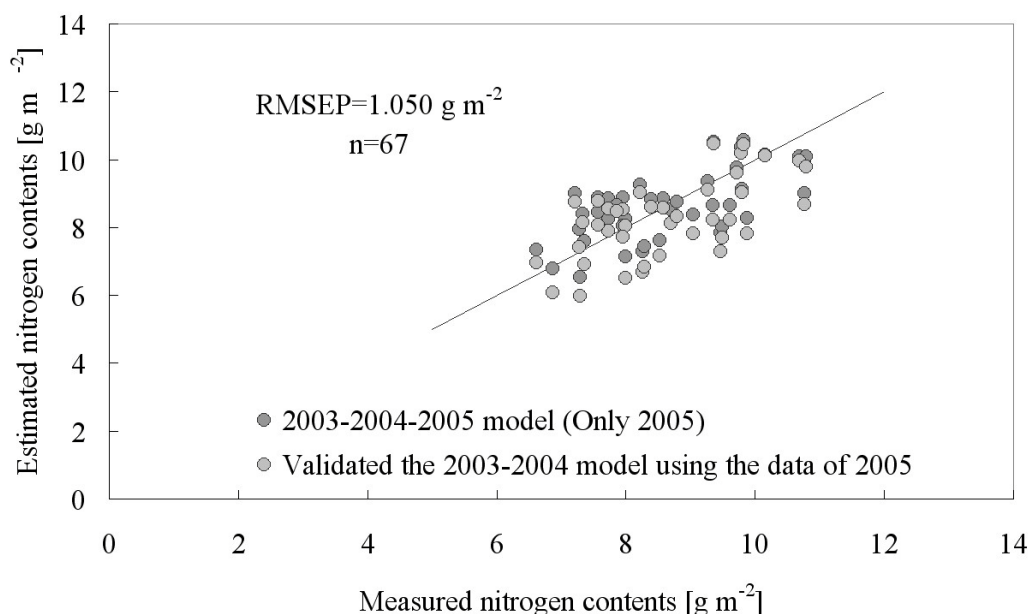 14
12
10
8
6
4
2
0
Estimated nitrogen contents [g m⁻²]
RMSEP=1.050 g m⁻²
n=67
2003-2004-2005 model (Only 2005)
Validated the 2003-2004 model using the data of 2005
0 2 4 6 8 10 12 14
Measured nitrogen contents [g m⁻²]